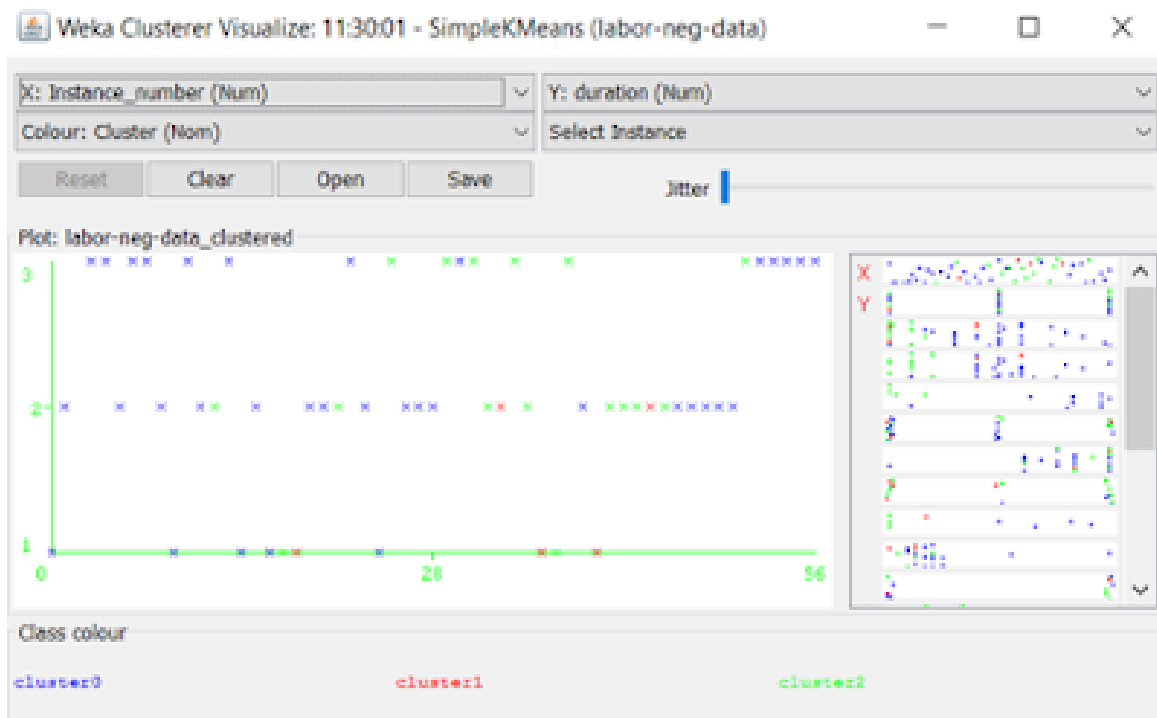 Weka Clusterer Visualize: 11:30:01 - SimpleKMeans (labor-neg-data)
X: Instance_number (Num) Y: duration (Num)
Colour: Cluster (Nom) Select Instance
Reset Clear Open Save Jitter
Plot: labor-neg-data_clustered
3
2
1
0 28 56
X
Y
Class colour
cluster0 cluster1 cluster2